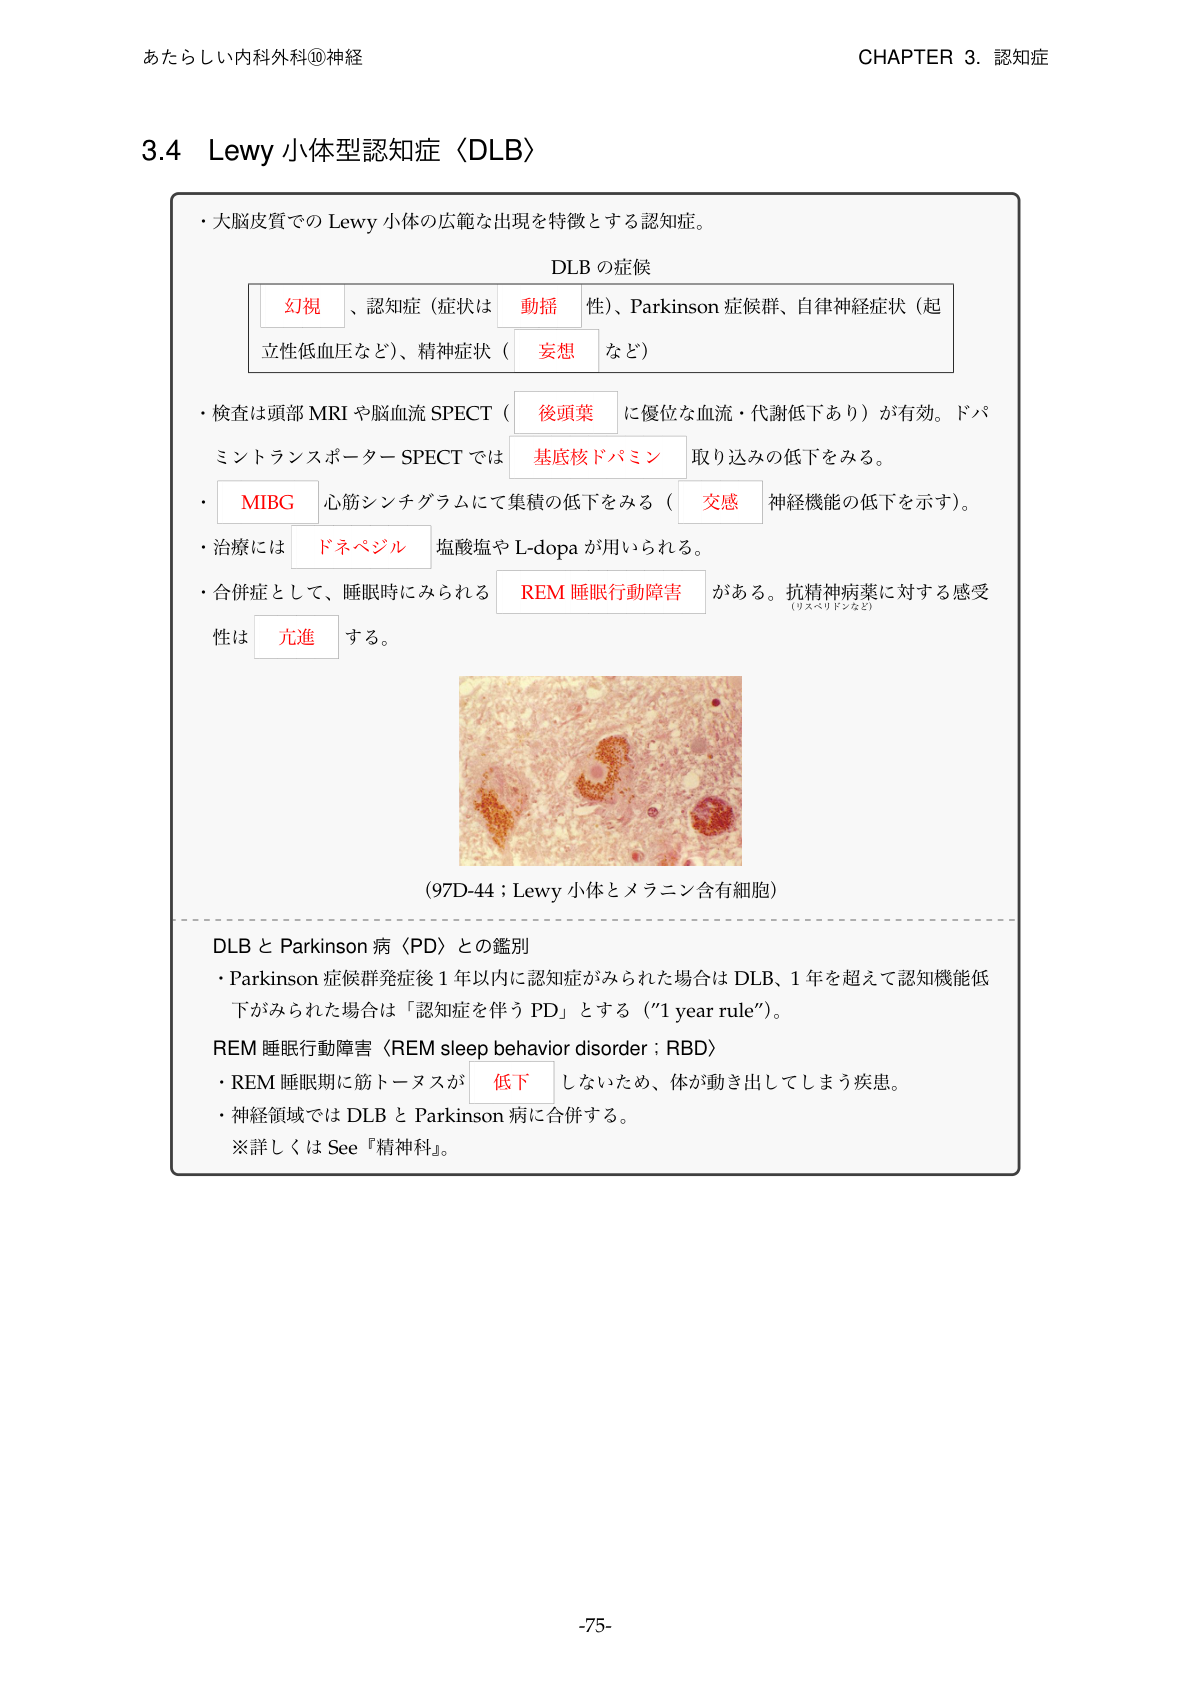 あたらしい内科外科⑩神経
CHAPTER 3. 認知症
3.4 Lewy 小体型認知症〈DLB〉
・大脳皮質での Lewy 小体の広範な出現を特徴とする認知症。
DLB の症候
幻視、認知症（症状は 動揺 性）、Parkinson 症候群、自律神経症状（起
立性低血圧など）、精神症状（ 妄想 など）
・検査は頭部 MRI や脳血流 SPECT（ 後頭葉 に優位な血流・代謝低下あり）が有効。ドパ
ミントランスポーター SPECT では 基底核ドパミン 取り込みの低下をみる。
・ MIBG 心筋シンチグラムにて集積の低下をみる（ 交感 神経機能の低下を示す）。
・治療には ドネペジル 塩酸塩や L-dopa が用いられる。
・合併症として、睡眠時にみられる REM 睡眠行動障害 がある。抗精神病薬に対する感受
（リスペリドンなど）
性は 亢進 する。
（97D-44；Lewy 小体とメラニン含有細胞）
DLB と Parkinson 病〈PD〉との鑑別
・Parkinson 症候群発症後 1 年以内に認知症がみられた場合は DLB、1 年を超えて認知機能低
下がみられた場合は「認知症を伴う PD」とする（”1 year rule”）。
REM 睡眠行動障害〈REM sleep behavior disorder；RBD〉
・REM 睡眠期に筋トーヌスが 低下 しないため、体が動き出してしまう疾患。
・神経領域では DLB と Parkinson 病に合併する。
※詳しくは See『精神科』。
-75-